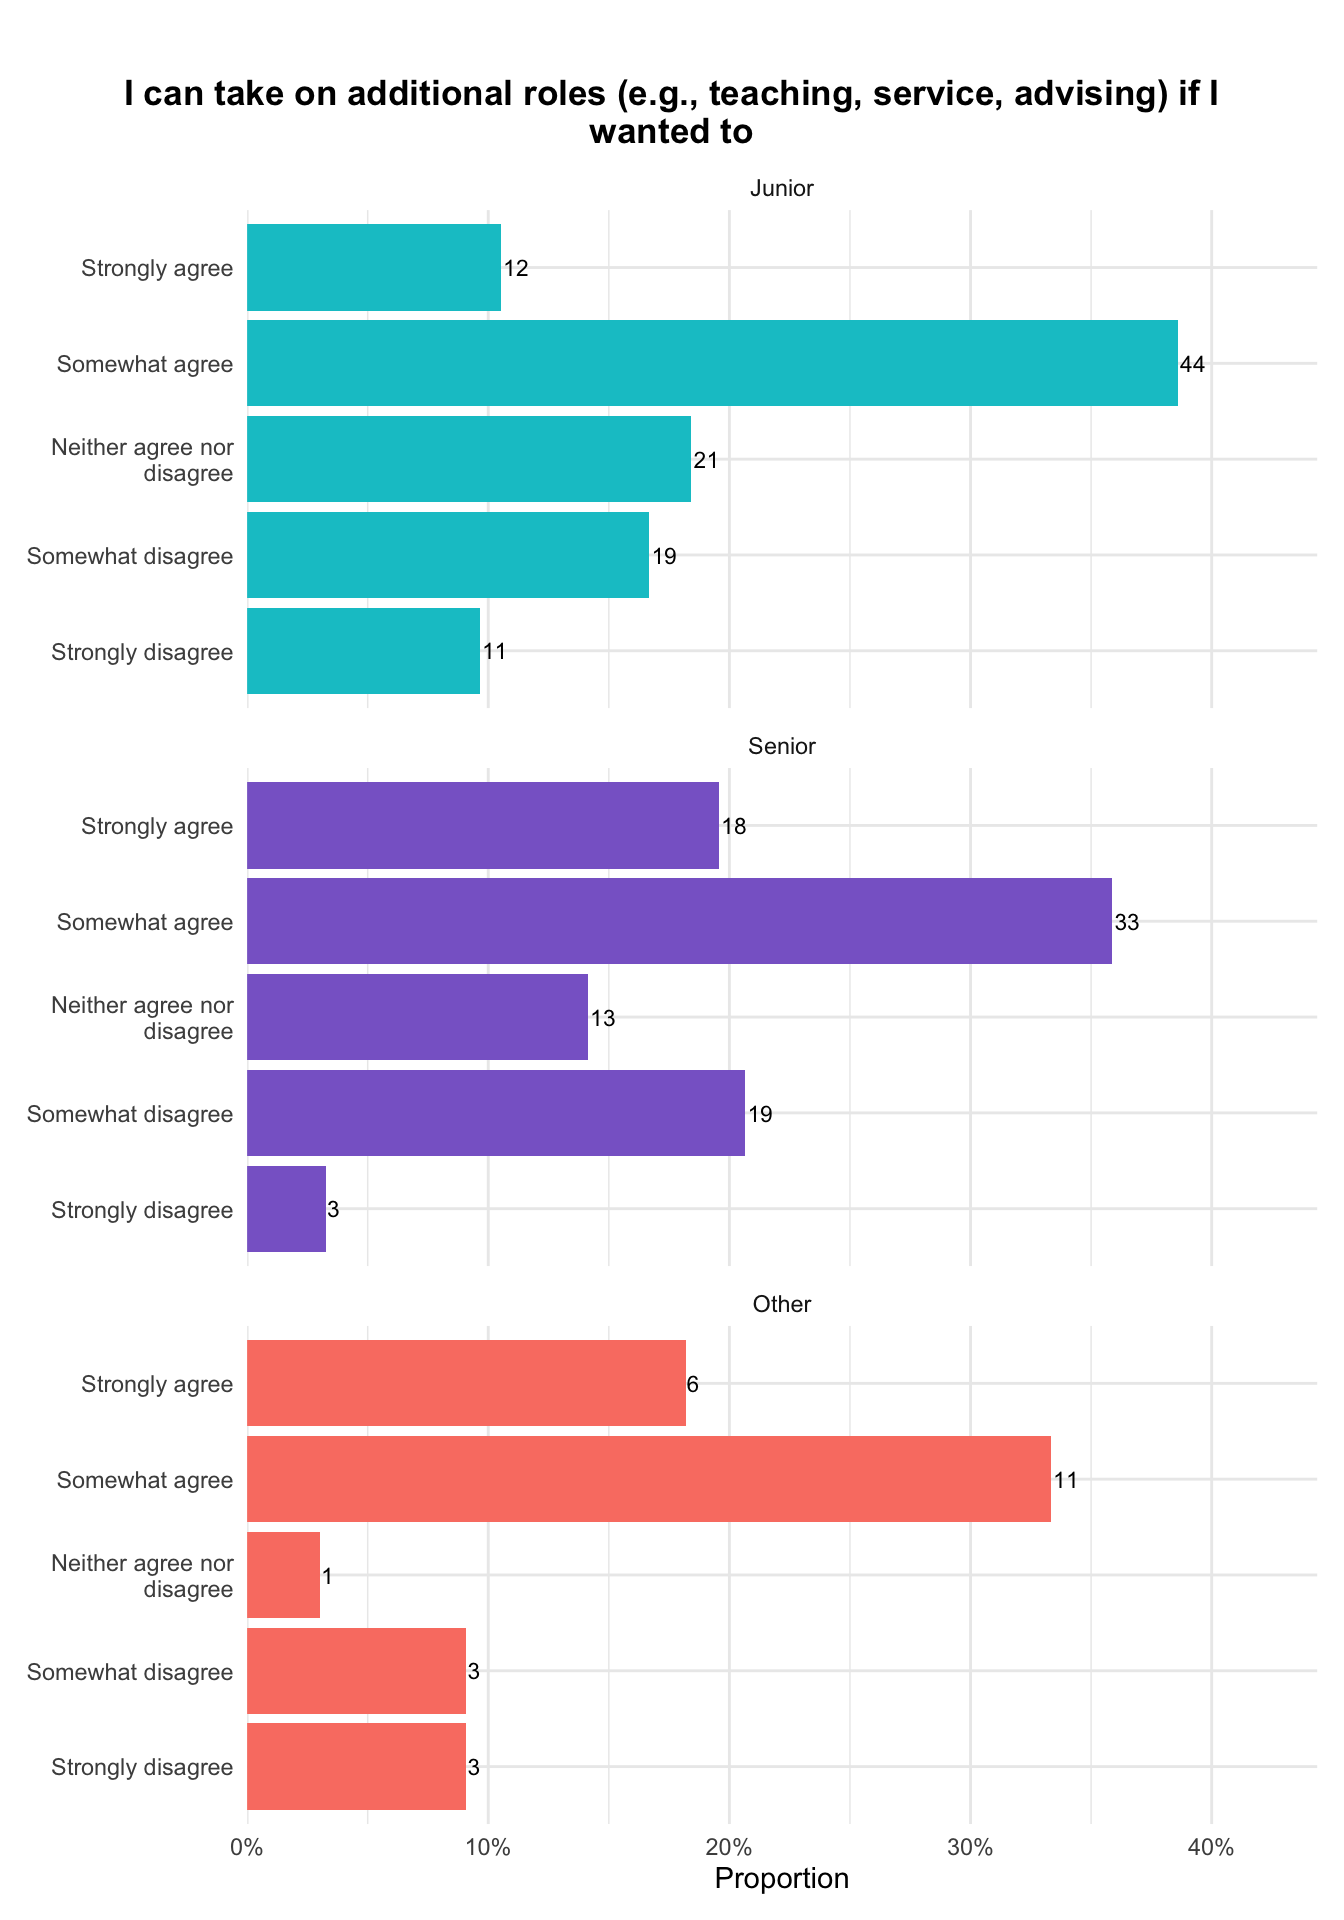 I can take on additional roles (e.g., teaching, service, advising) if I
wanted to
Junior
Strongly agree
12
Somewhat agree
44
Neither agree nor
disagree
21
Somewhat disagree
19
Strongly disagree
11
Senior
Strongly agree
18
Somewhat agree
33
Neither agree nor
disagree
13
Somewhat disagree
19
Strongly disagree
3
Other
Strongly agree
6
Somewhat agree
11
Neither agree nor
disagree
1
Somewhat disagree
3
Strongly disagree
3
0% 10% 20% 30% 40%
Proportion